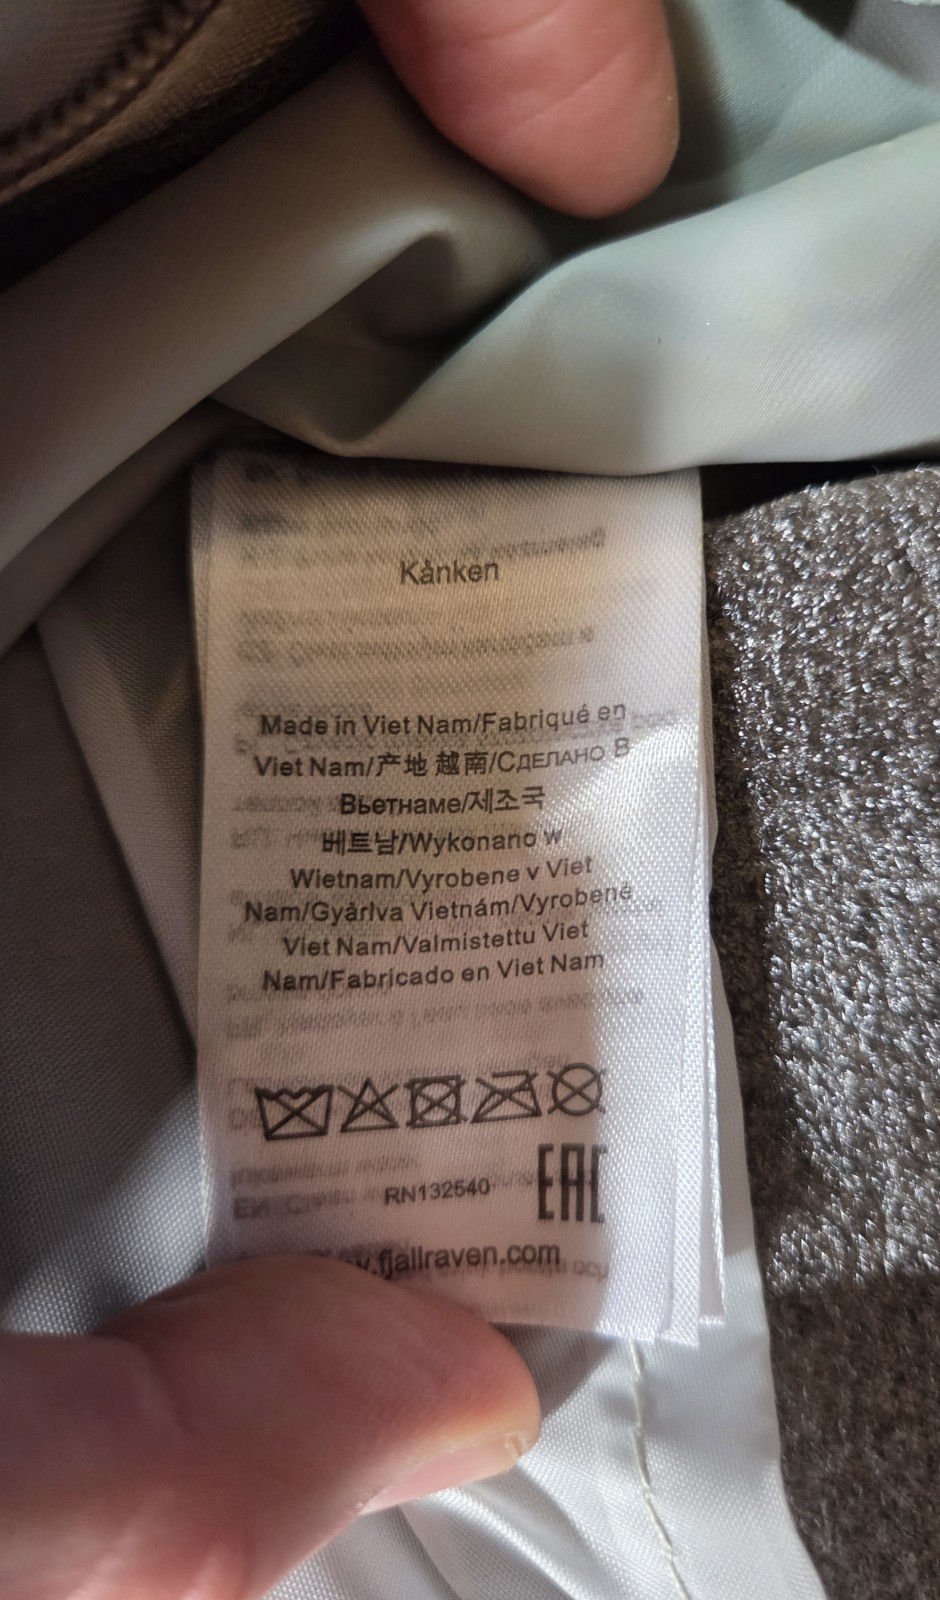 Kånken
Made in Viet Nam/Fabriqué en
Viet Nam/产地 越南/СДЕЛАНО В
Вьетнаме/제조국
베트남/Wykonano w
Wietnam/Vyrobene v Viet
Nam/Gyàrlva Vietnám/Vyrobené
Viet Nam/Valmistettu Viet
Nam/Fabricado en Viet Nam
RN132540
EAC
.fjallraven.com